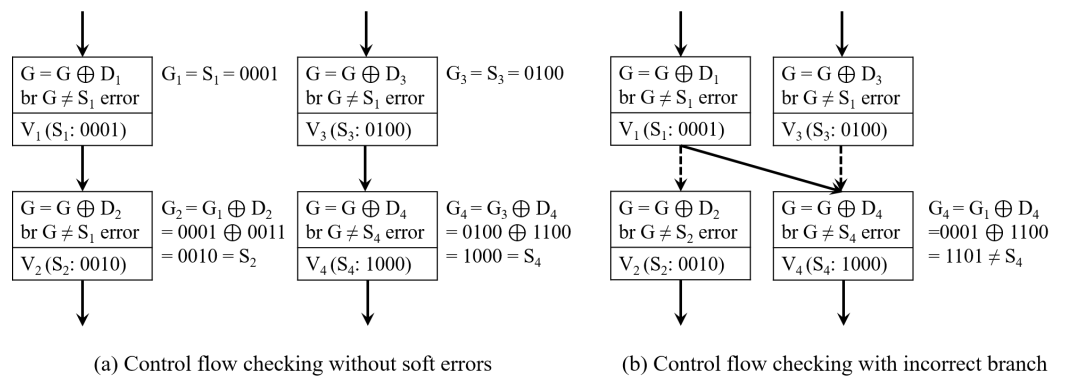 G = G ⊕ D₁
br G ≠ S₁ error
V₁ (S₁: 0001)
G₁ = S₁ = 0001
G = G ⊕ D₃
br G ≠ S₁ error
V₃ (S₃: 0100)
G₃ = S₃ = 0100
G = G ⊕ D₂
br G ≠ S₁ error
V₂ (S₂: 0010)
G₂ = G₁ ⊕ D₂
= 0001 ⊕ 0011
= 0010 = S₂
G = G ⊕ D₄
br G ≠ S₄ error
V₄ (S₄: 1000)
G₄ = G₃ ⊕ D₄
= 0100 ⊕ 1100
= 1000 = S₄
(a) Control flow checking without soft errors
G = G ⊕ D₁
br G ≠ S₁ error
V₁ (S₁: 0001)
G = G ⊕ D₃
br G ≠ S₁ error
V₃ (S₃: 0100)
G = G ⊕ D₂
br G ≠ S₂ error
V₂ (S₂: 0010)
G = G ⊕ D₄
br G ≠ S₄ error
V₄ (S₄: 1000)
G₄ = G₁ ⊕ D₄
=0001 ⊕ 1100
= 1101 ≠ S₄
(b) Control flow checking with incorrect branch